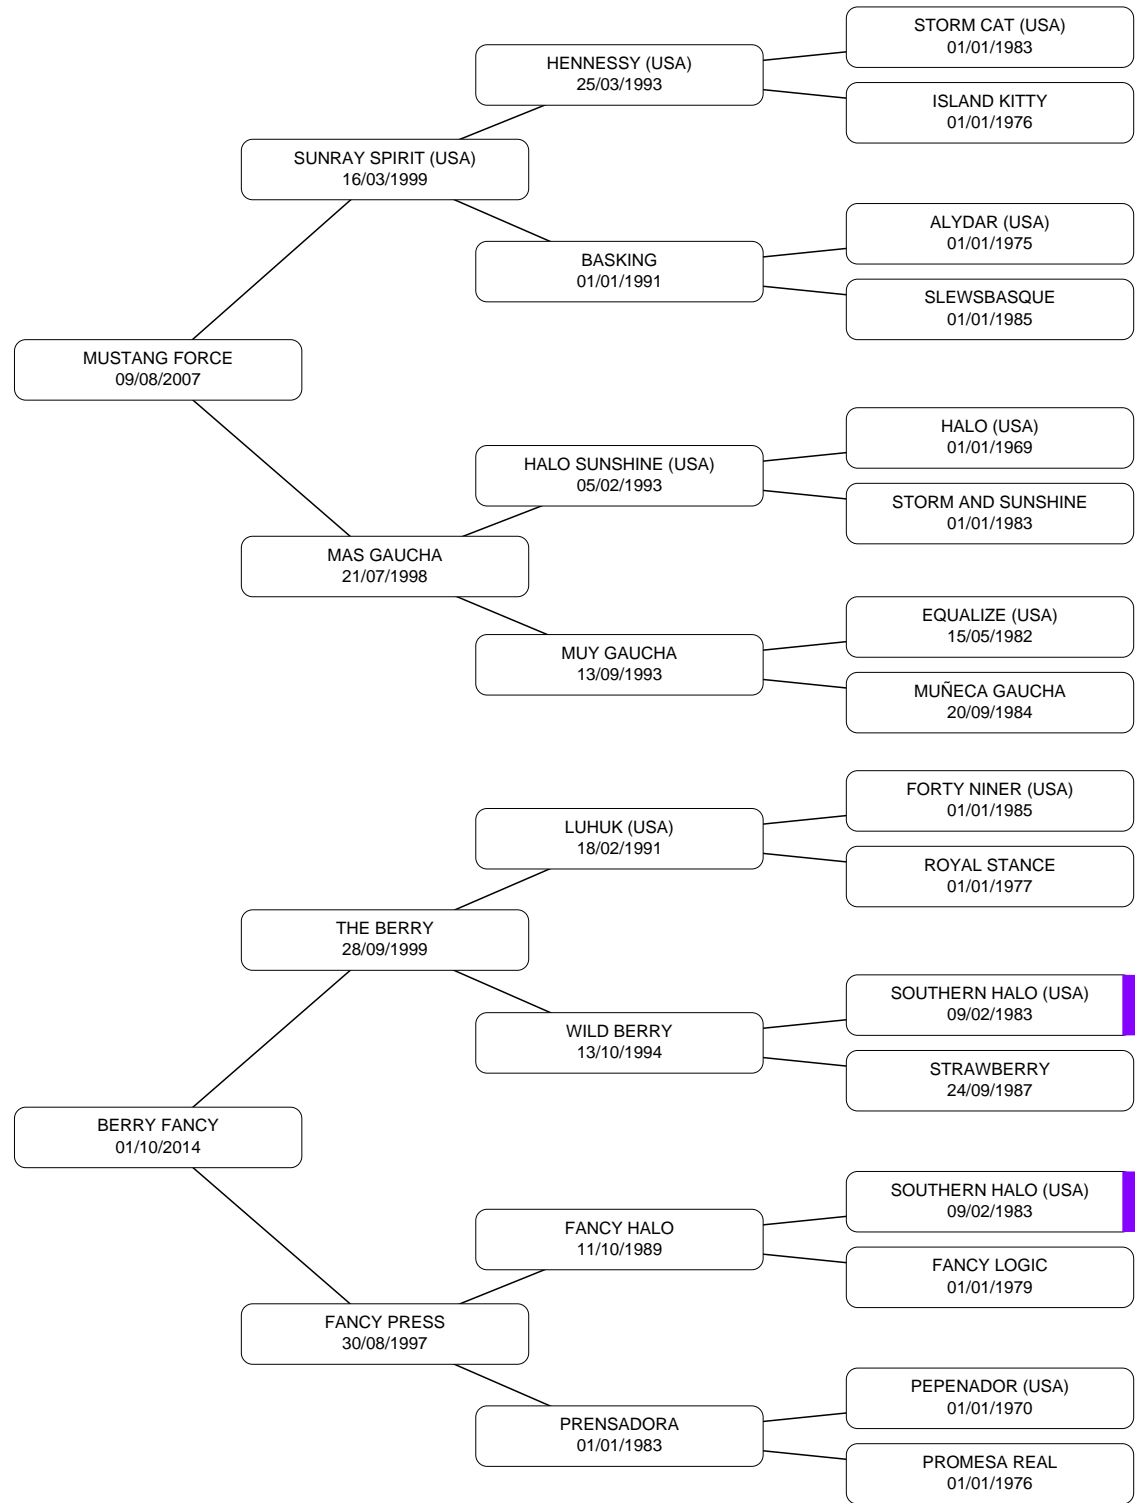 STORM CAT (USA)
01/01/1983
HENNESSY (USA)
25/03/1993
ISLAND KITTY
01/01/1976
SUNRAY SPIRIT (USA)
16/03/1999
ALYDAR (USA)
01/01/1975
BASKING
01/01/1991
SLEWSBASQUE
01/01/1985
MUSTANG FORCE
09/08/2007
HALO (USA)
01/01/1969
HALO SUNSHINE (USA)
05/02/1993
STORM AND SUNSHINE
01/01/1983
MAS GAUCHA
21/07/1998
EQUALIZE (USA)
15/05/1982
MUY GAUCHA
13/09/1993
MUÑECA GAUCHA
20/09/1984
FORTY NINER (USA)
01/01/1985
LUHUK (USA)
18/02/1991
ROYAL STANCE
01/01/1977
THE BERRY
28/09/1999
SOUTHERN HALO (USA)
09/02/1983
WILD BERRY
13/10/1994
STRAWBERRY
24/09/1987
BERRY FANCY
01/10/2014
SOUTHERN HALO (USA)
09/02/1983
FANCY HALO
11/10/1989
FANCY LOGIC
01/01/1979
FANCY PRESS
30/08/1997
PEPENADOR (USA)
01/01/1970
PRENSADORA
01/01/1983
PROMESA REAL
01/01/1976